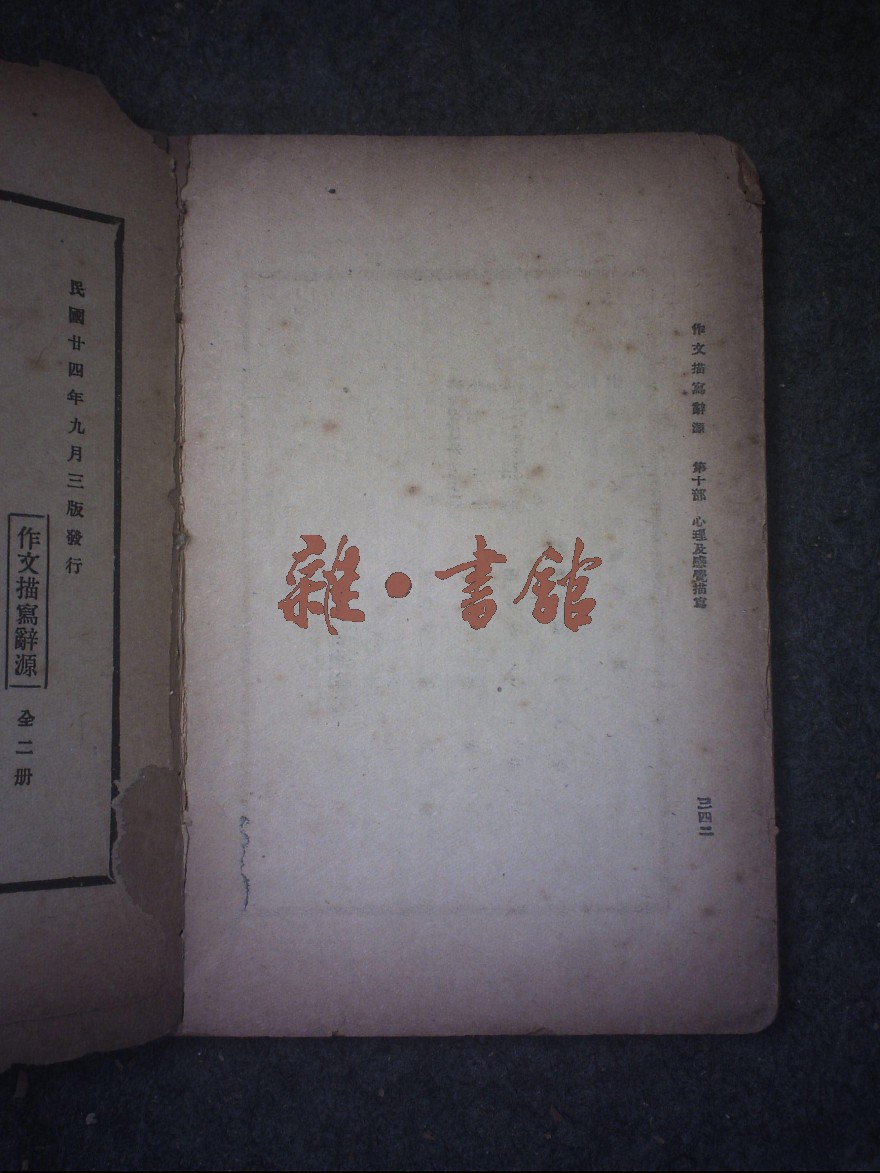 作文描寫辭源 第十部 心理及感覺描寫
三四二
雜·書館
民國廿四年九月三版發行
作文描寫辭源 全二册